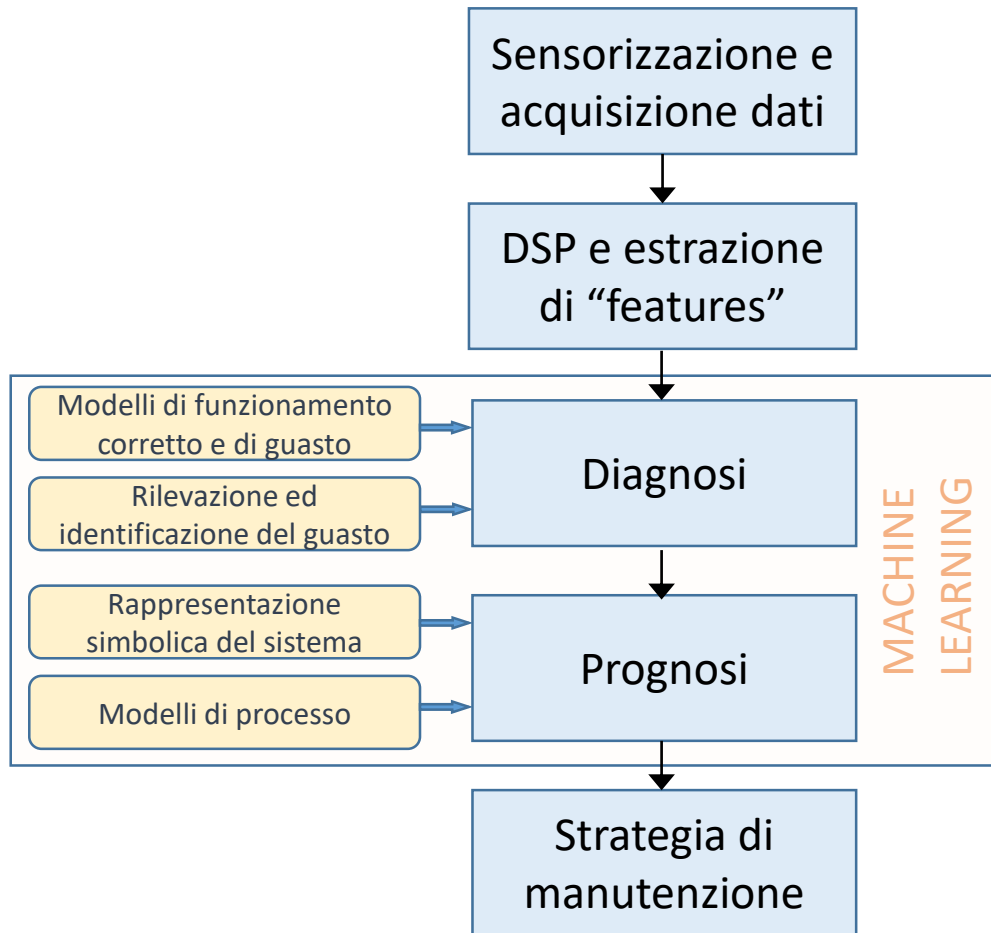 Sensorizzazione e
acquisizione dati
DSP e estrazione
di “features”
Modelli di funzionamento
corretto e di guasto
Rilevazione ed
identificazione del guasto
Diagnosi
Rappresentazione
simbolica del sistema
Modelli di processo
Prognosi
MACHINE
LEARNING
Strategia di
manutenzione